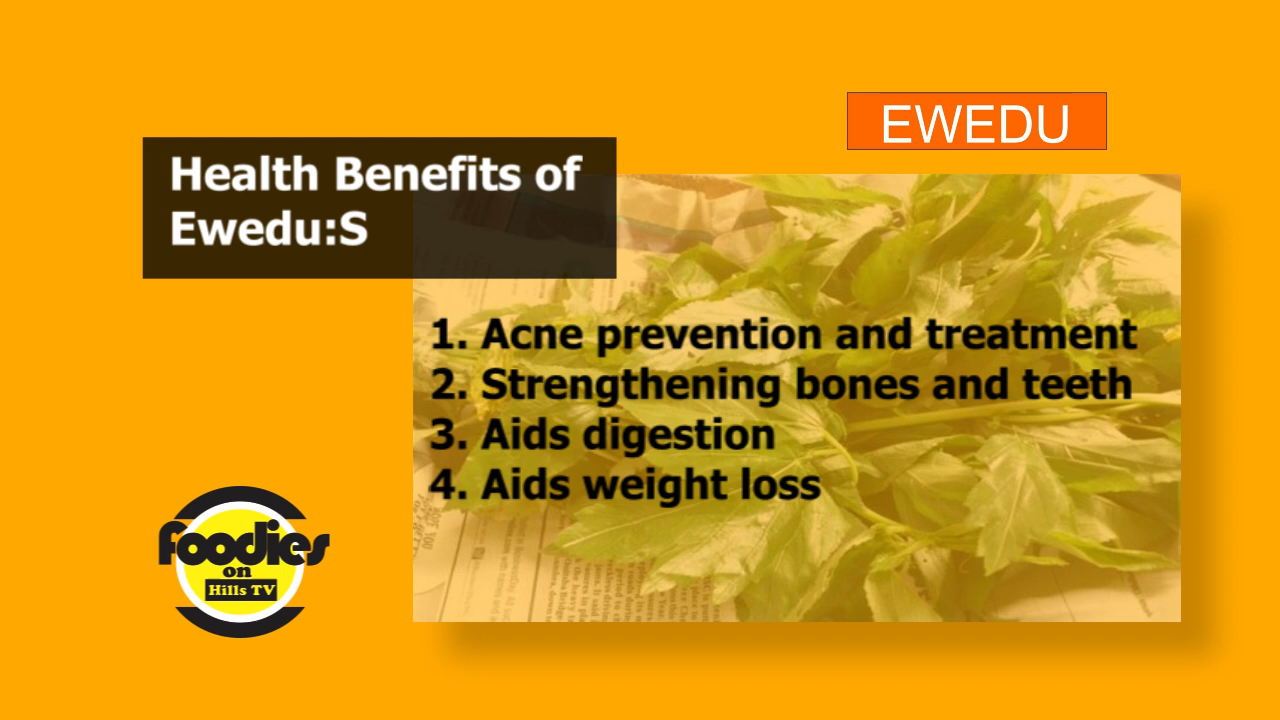 EWEDU
Health Benefits of
Ewedu:S
1. Acne prevention and treatment
2. Strengthening bones and teeth
3. Aids digestion
4. Aids weight loss
foodies
on
Hills TV